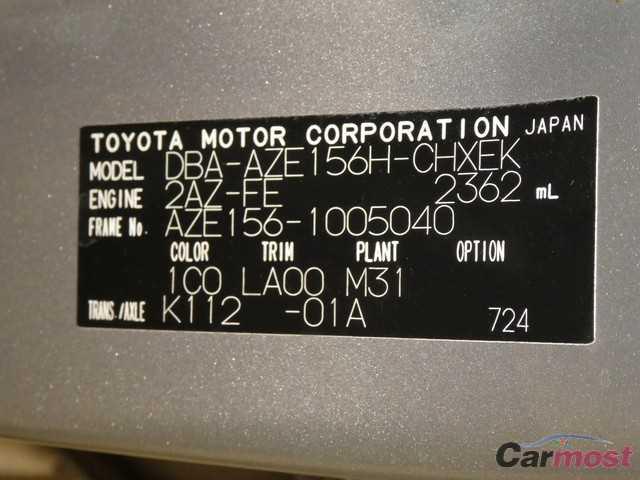 TOYOTA MOTOR CORPORATION JAPAN
MODEL DBA-AZE156H-CHXEK
ENGINE 2AZ-FE 2362 mL
FRAME No. AZE156-1005040
COLOR TRIM PLANT OPTION
1C0 LA00 M31
TRANS./AXLE K112 -01A 724
Carmost